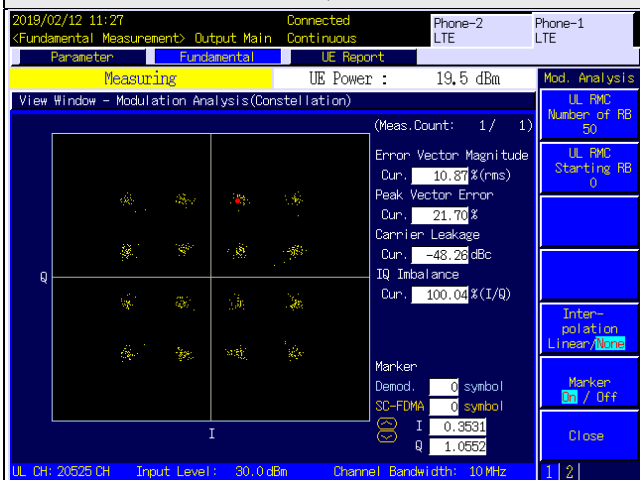 2019/02/12 11:27 Connected Phone-2 Phone-1
<Fundamental Measurement> Output Main Continuous LTE LTE
Parameter Fundamental UE Report
Measuring UE Power : 19.5 dBm Mod. Analysis
View Window - Modulation Analysis(Constellation)
UL RMC
Number of RB
50
(Meas.Count: 1/ 1)
Error Vector Magnitude
Cur. 10.87 %(rms)
Peak Vector Error
Cur. 21.70 %
Carrier Leakage
Cur. -48.26 dBc
IQ Imbalance
Cur. 100.04 %(I/Q)
UL RMC
Starting RB
0
Q
I
Inter-
polation
Linear/None
Marker
Demod. 0 symbol
SC-FDMA 0 symbol
I 0.3531
Q 1.0552
Marker
On / Off
Close
UL CH: 20525 CH Input Level: 30.0 dBm Channel Bandwidth: 10 MHz 1 2